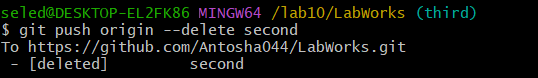 seled@DESKTOP-EL2FK86 MINGW64 /lab10/LabWorks (third)
$ git push origin --delete second
To https://github.com/Antosha044/LabWorks.git
 - [deleted]         second